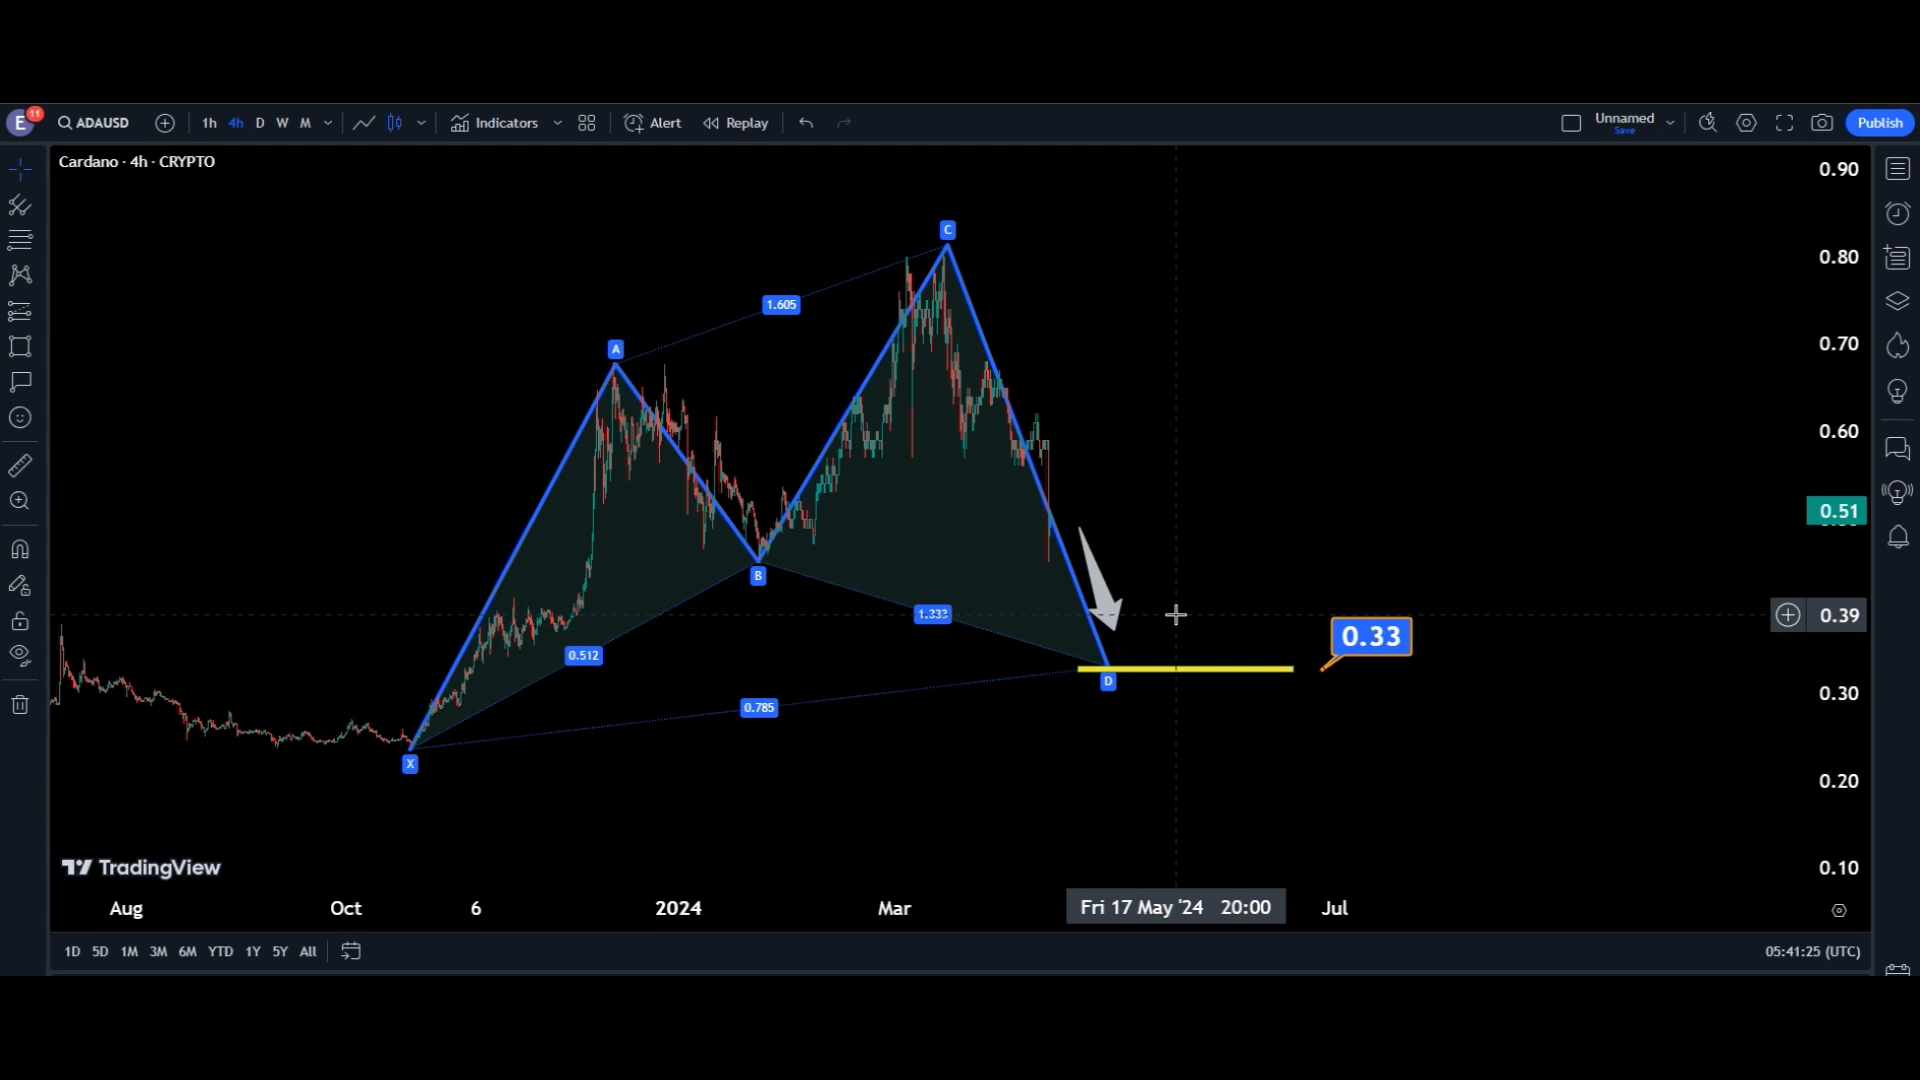 E 11 ADAUSD 1h 4h D W M Indicators Alert Replay Unnamed Save Publish
Cardano · 4h · CRYPTO
0.90
C
0.80
1.605
A
0.70
0.60
0.51
B
1.333
0.39
0.33
0.512
D
0.30
0.785
X
0.20
TradingView
0.10
Aug Oct 6 2024 Mar Fri 17 May '24 20:00 Jul
1D 5D 1M 3M 6M YTD 1Y 5Y All 05:41:25 (UTC)